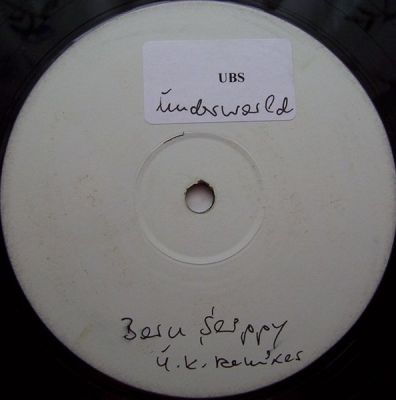 UBS
Underworld
Born Slippy
U.K. Remixes